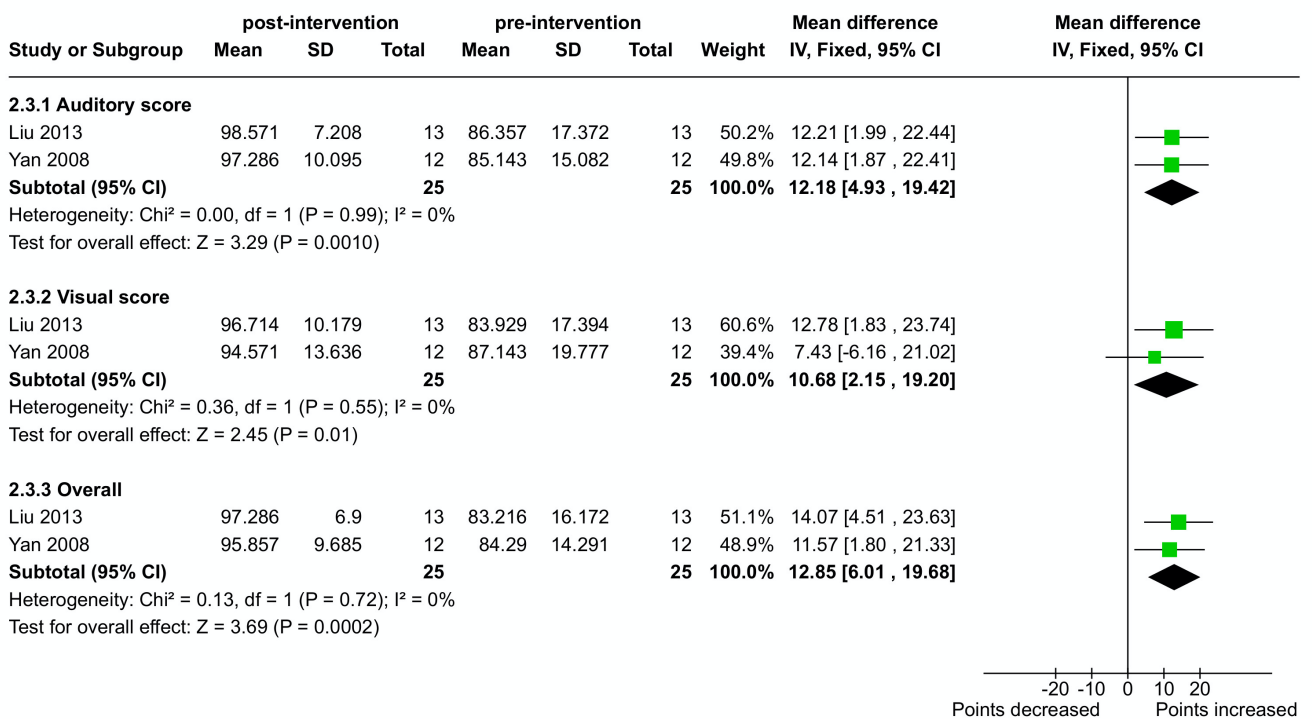 post-intervention pre-intervention Mean difference Mean difference
Study or Subgroup Mean SD Total Mean SD Total Weight IV, Fixed, 95% CI IV, Fixed, 95% CI
2.3.1 Auditory score
Liu 2013 98.571 7.208 13 86.357 17.372 13 50.2% 12.21 [1.99 , 22.44]
Yan 2008 97.286 10.095 12 85.143 15.082 12 49.8% 12.14 [1.87 , 22.41]
Subtotal (95% CI) 25 25 100.0% 12.18 [4.93 , 19.42]
Heterogeneity: Chi² = 0.00, df = 1 (P = 0.99); I² = 0%
Test for overall effect: Z = 3.29 (P = 0.0010)
2.3.2 Visual score
Liu 2013 96.714 10.179 13 83.929 17.394 13 60.6% 12.78 [1.83 , 23.74]
Yan 2008 94.571 13.636 12 87.143 19.777 12 39.4% 7.43 [-6.16 , 21.02]
Subtotal (95% CI) 25 25 100.0% 10.68 [2.15 , 19.20]
Heterogeneity: Chi² = 0.36, df = 1 (P = 0.55); I² = 0%
Test for overall effect: Z = 2.45 (P = 0.01)
2.3.3 Overall
Liu 2013 97.286 6.9 13 83.216 16.172 13 51.1% 14.07 [4.51 , 23.63]
Yan 2008 95.857 9.685 12 84.29 14.291 12 48.9% 11.57 [1.80 , 21.33]
Subtotal (95% CI) 25 25 100.0% 12.85 [6.01 , 19.68]
Heterogeneity: Chi² = 0.13, df = 1 (P = 0.72); I² = 0%
Test for overall effect: Z = 3.69 (P = 0.0002)
-20 -10 0 10 20
Points decreased Points increased